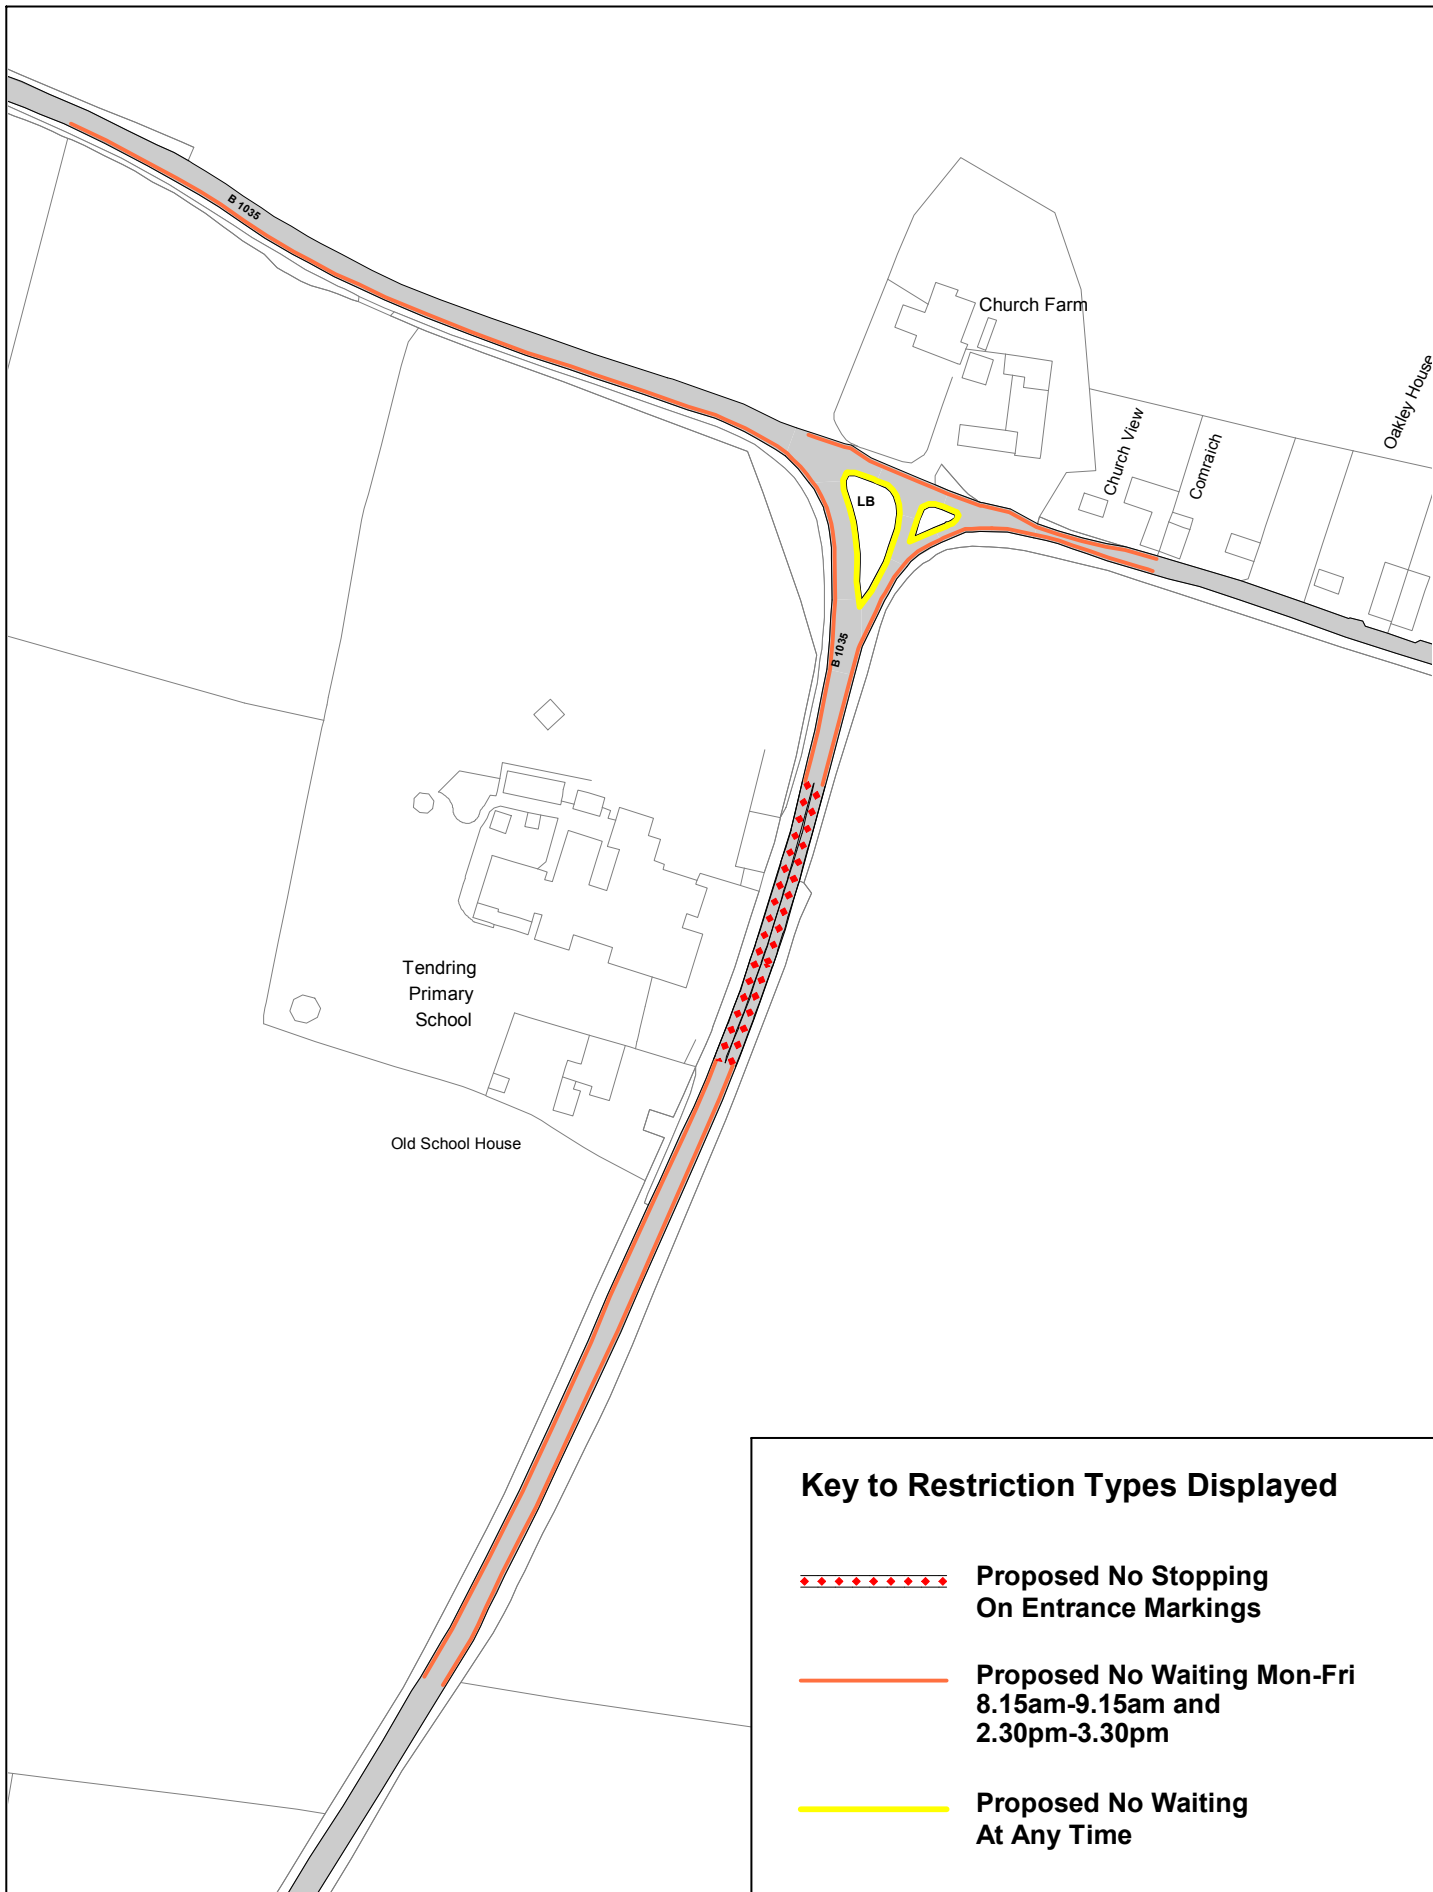 B 1035
Church Farm
Oakley House
Church View
Comraich
LB
B 1035
Tendring
Primary
School
Old School House
Key to Restriction Types Displayed
Proposed No Stopping
On Entrance Markings
Proposed No Waiting Mon-Fri
8.15am-9.15am and
2.30pm-3.30pm
Proposed No Waiting
At Any Time